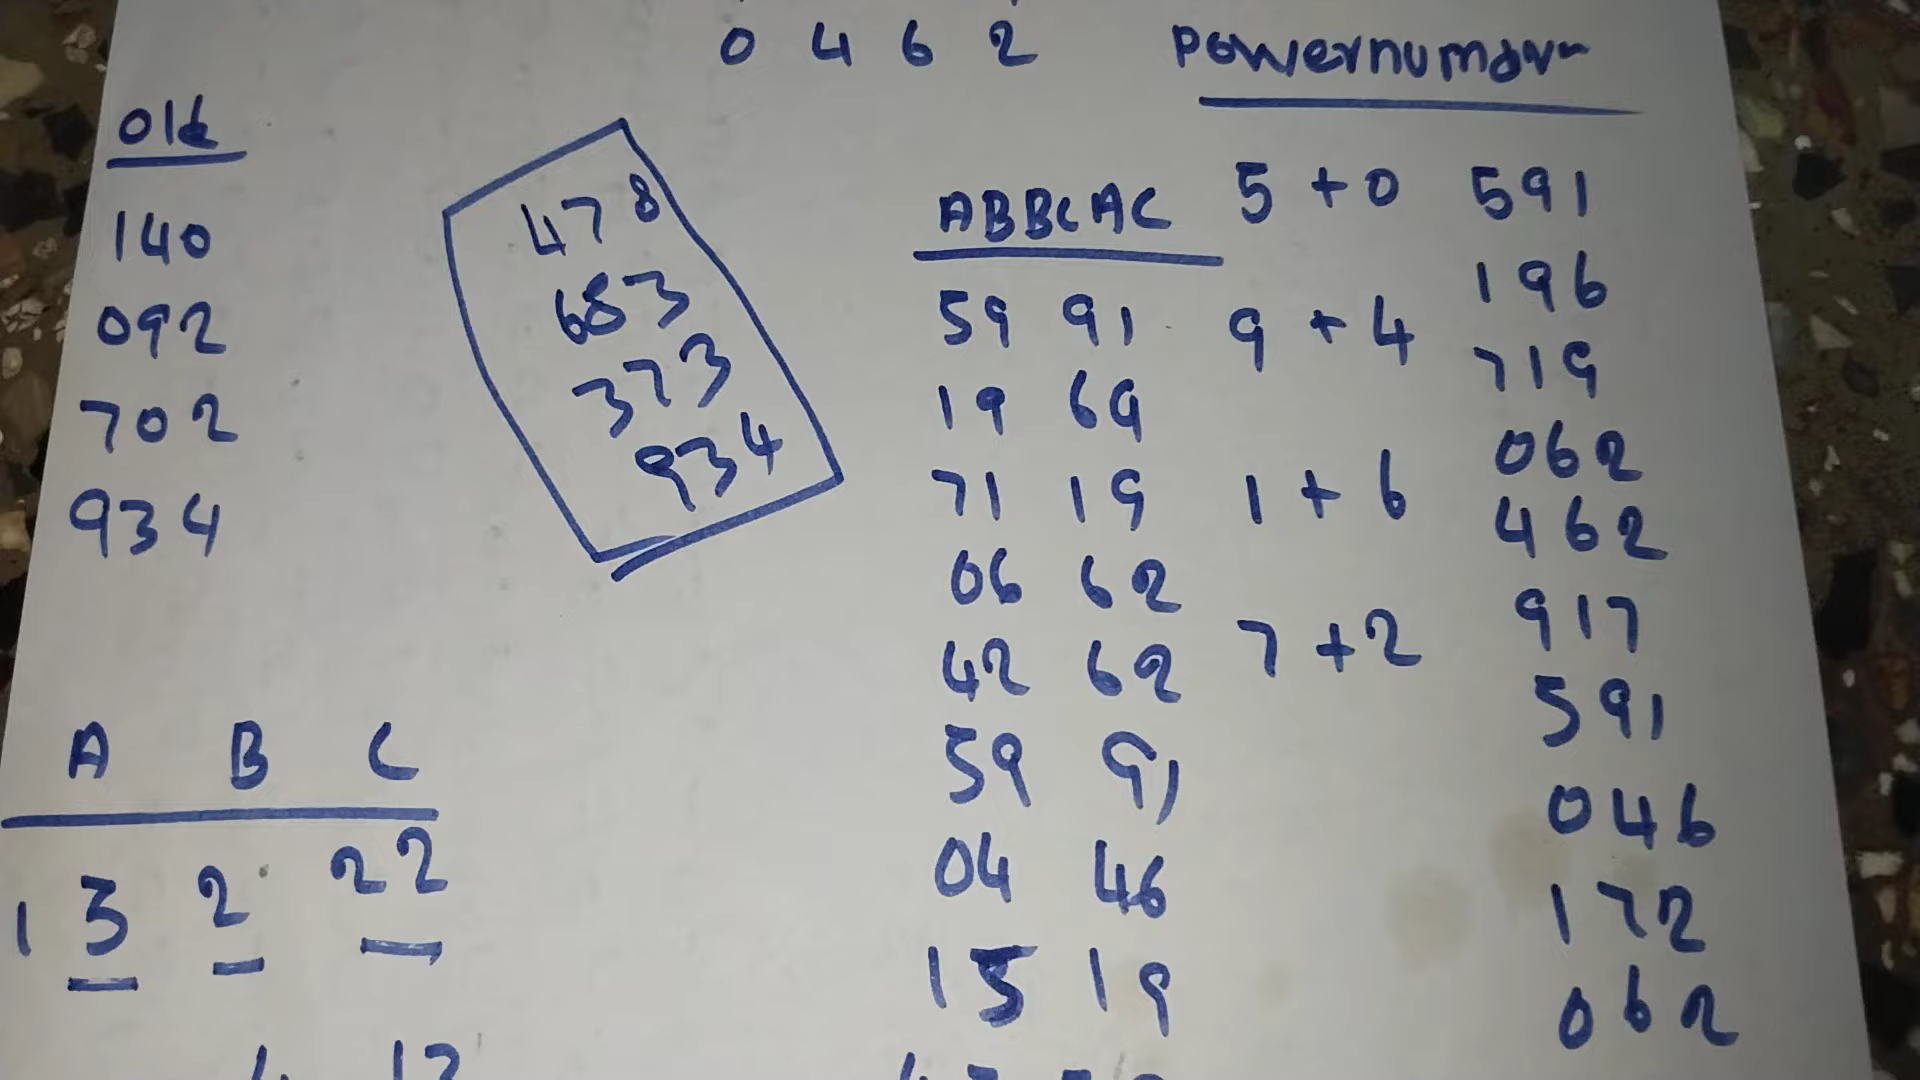 0 4 6 2
Powernumber
old
140
092
702
934
478
683
373
934
ABBCAC
59 91
19 69
71 19
06 62
42 62
59 91
04 46
15 19
5 + 0
9 + 4
1 + 6
7 + 2
591
196
719
062
462
917
591
046
172
062
A B C
1 3 2 22
12